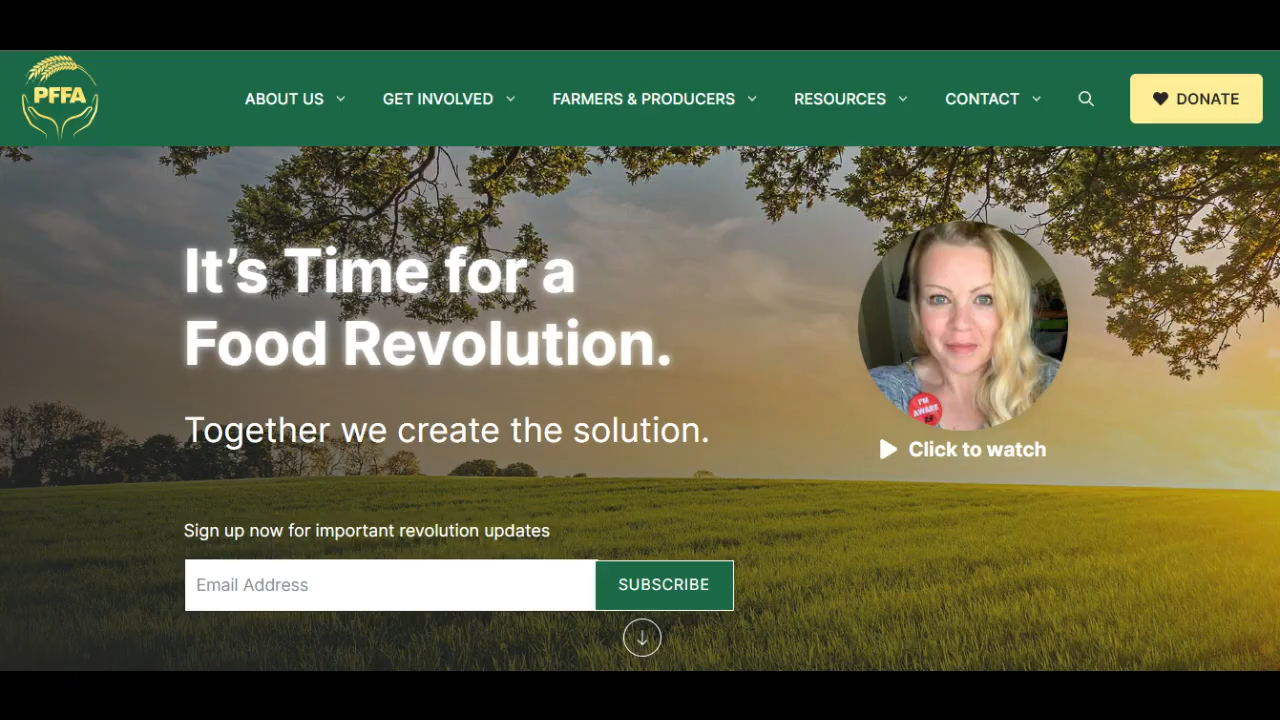 PFFA
ABOUT US
GET INVOLVED
FARMERS & PRODUCERS
RESOURCES
CONTACT
DONATE
It’s Time for a
Food Revolution.
Together we create the solution.
I'M
AWARE
Click to watch
Sign up now for important revolution updates
Email Address
SUBSCRIBE